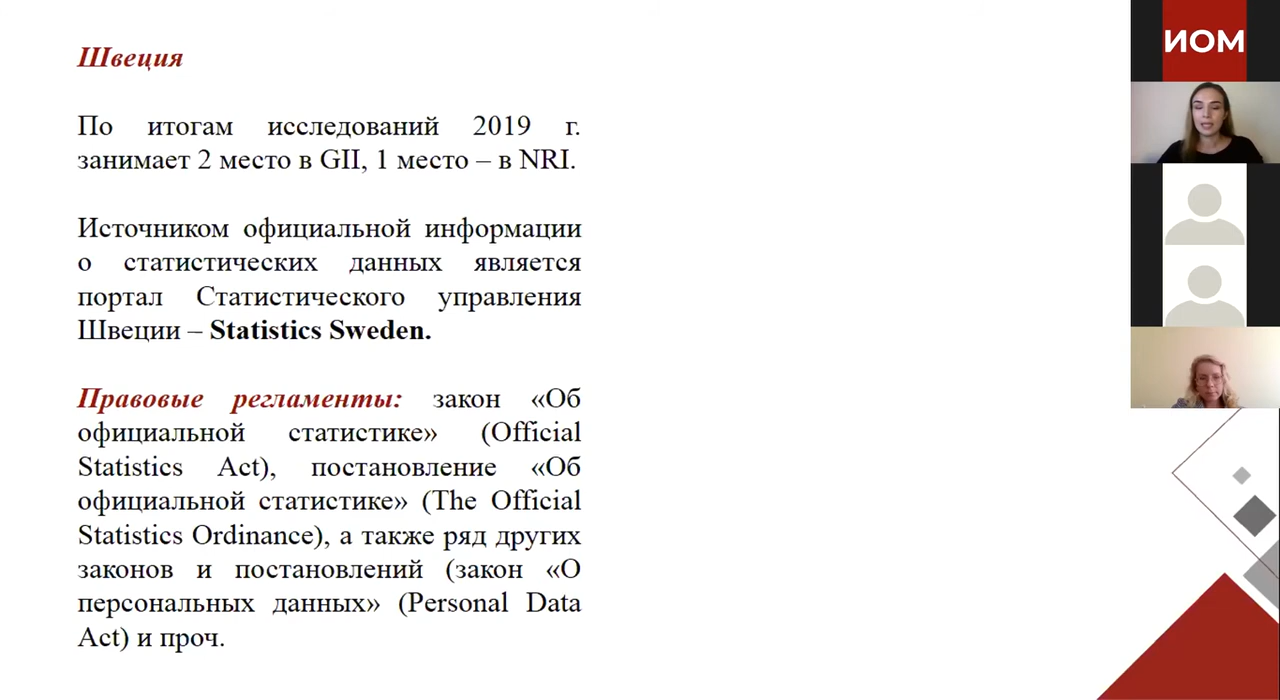 Швеция
По итогам исследований 2019 г.
занимает 2 место в GII, 1 место – в NRI.
Источником официальной информации
о статистических данных является
портал Статистического управления
Швеции – Statistics Sweden.
Правовые регламенты: закон «Об
официальной статистике» (Official
Statistics Act), постановление «Об
официальной статистике» (The Official
Statistics Ordinance), а также ряд других
законов и постановлений (закон «О
персональных данных» (Personal Data
Act) и проч.
ИОМ